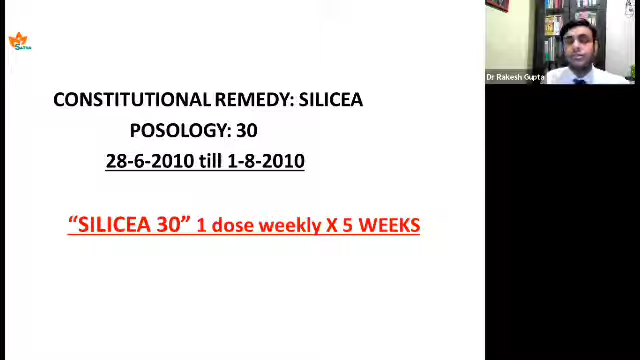 CONSTITUTIONAL REMEDY: SILICEA
POSOLOGY: 30
28-6-2010 till 1-8-2010
“SILICEA 30” 1 dose weekly X 5 WEEKS
Dr Rakesh Gupta